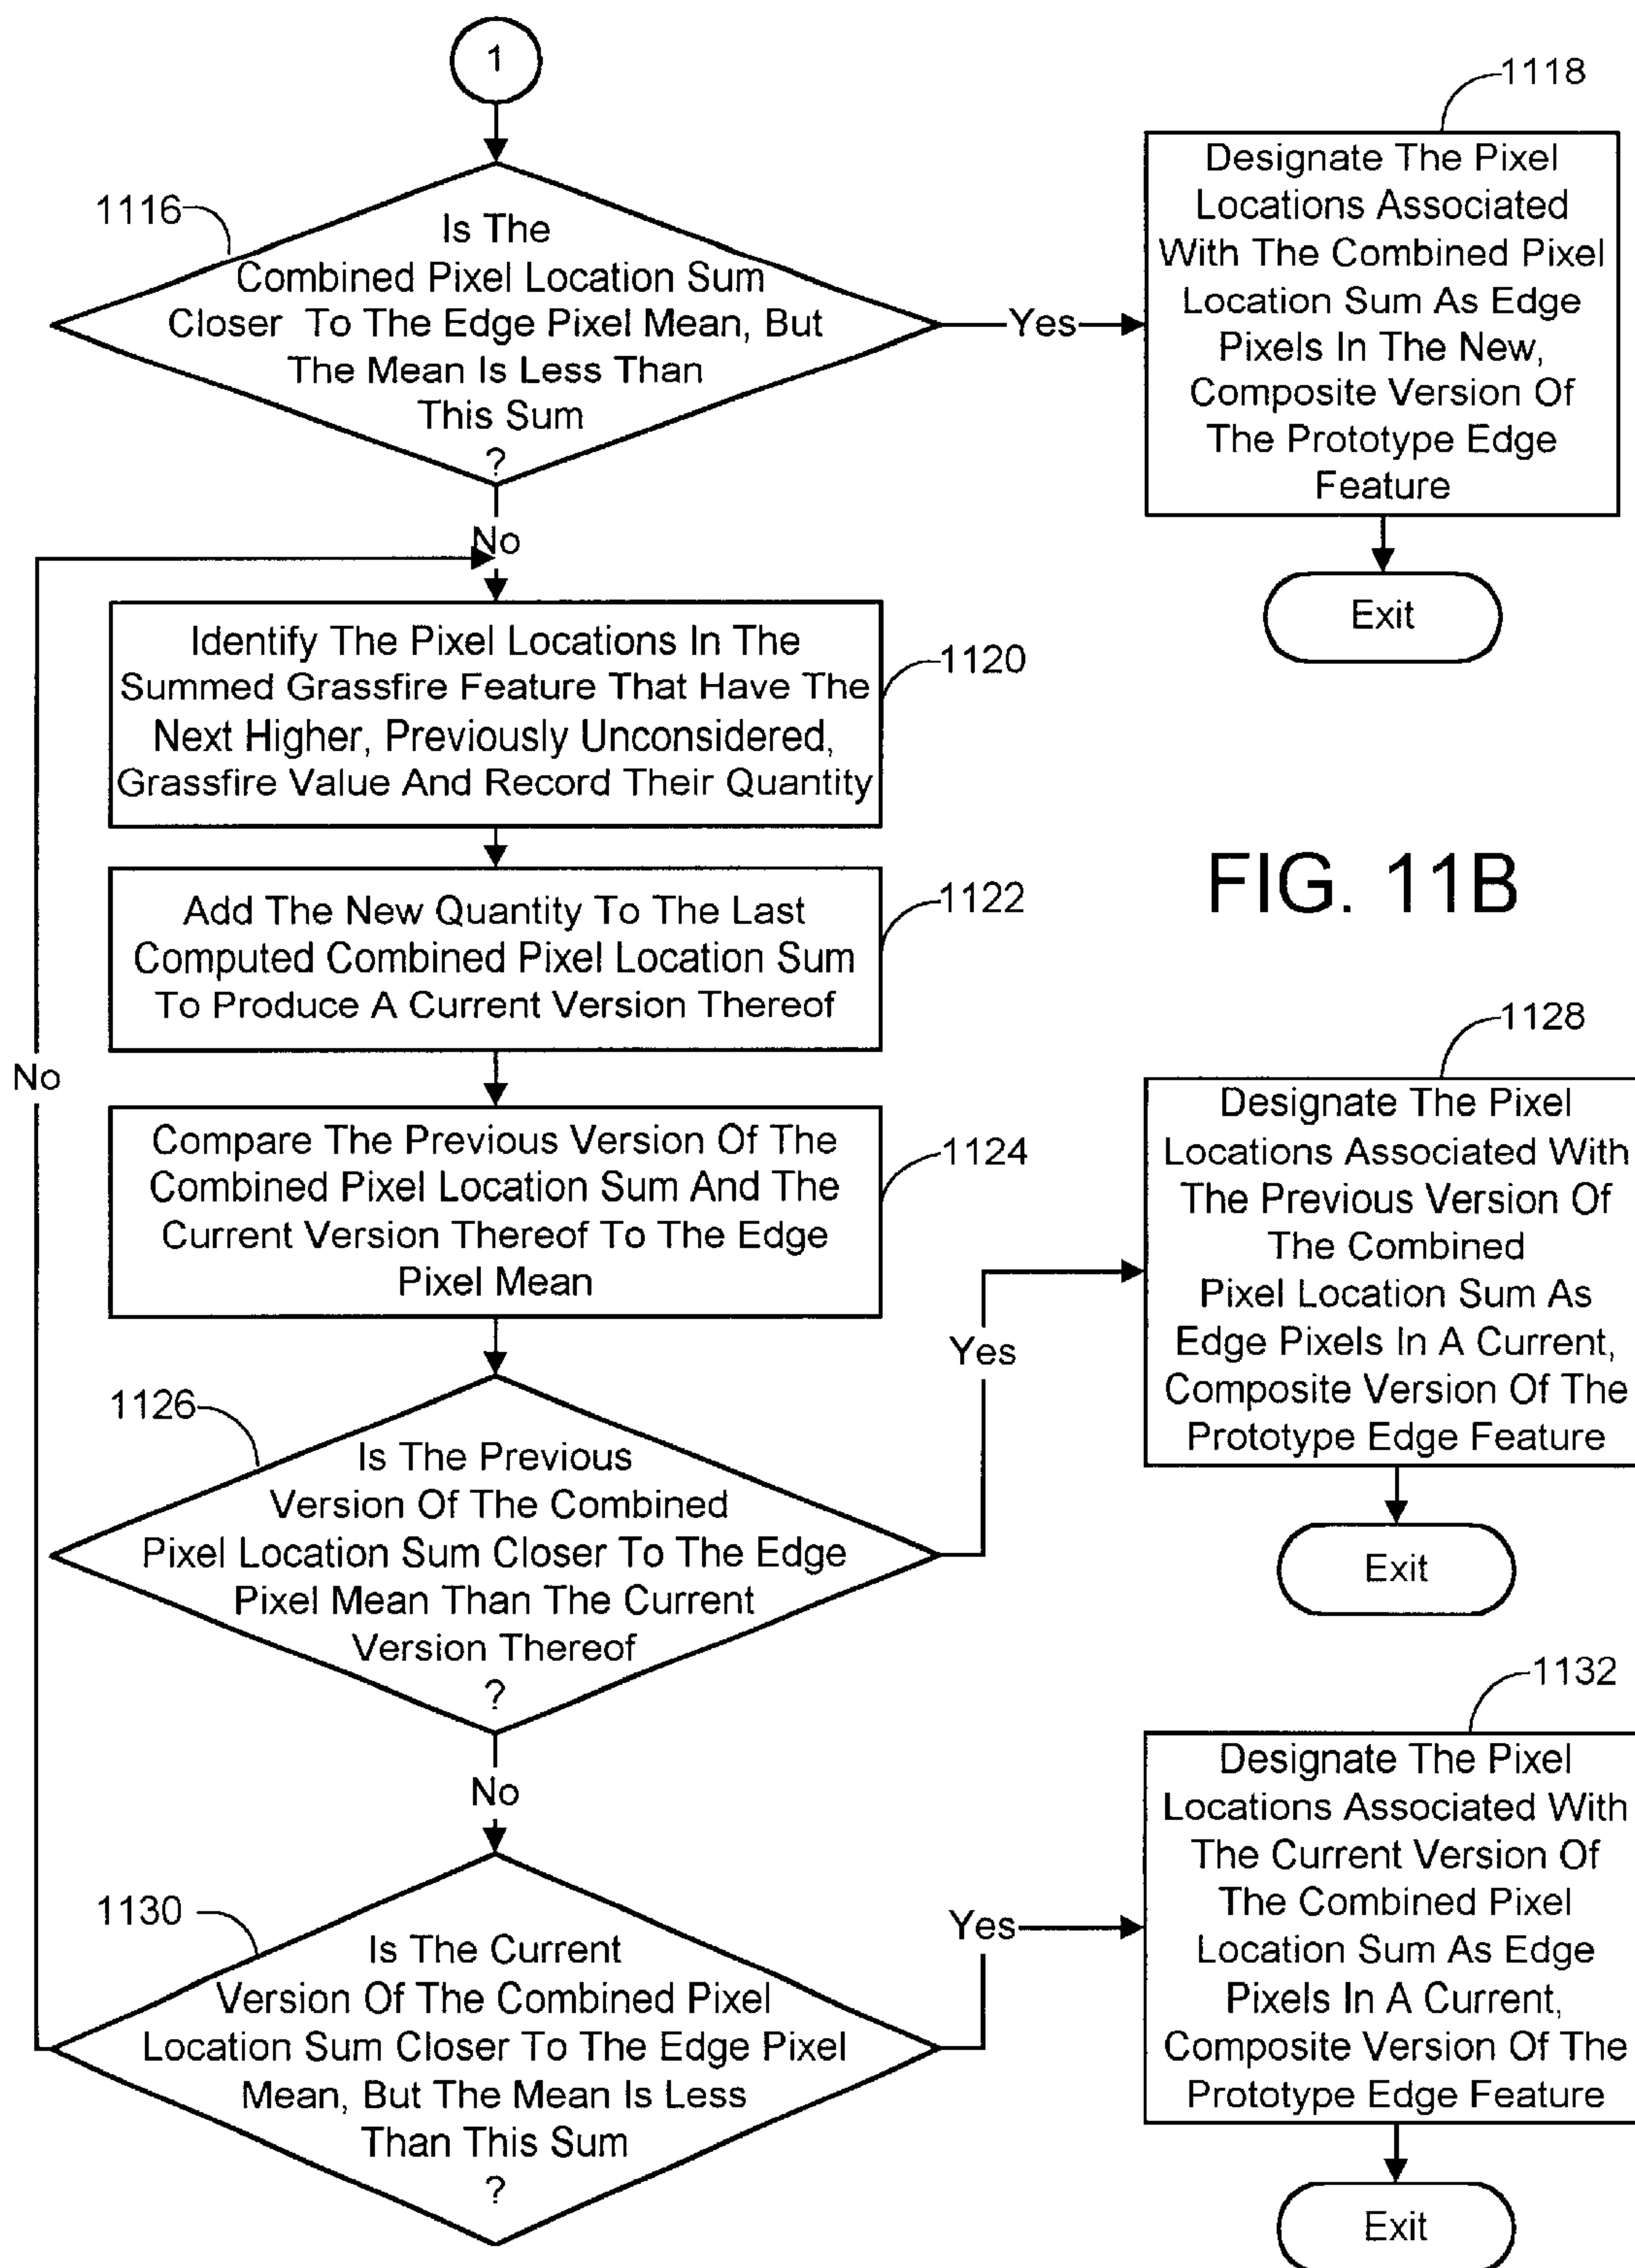 1
1116
Is The
Combined Pixel Location Sum
Closer To The Edge Pixel Mean, But
The Mean Is Less Than
This Sum
?
Yes
1118
Designate The Pixel
Locations Associated
With The Combined Pixel
Location Sum As Edge
Pixels In The New,
Composite Version Of
The Prototype Edge
Feature
Exit
No
1120
Identify The Pixel Locations In The
Summed Grassfire Feature That Have The
Next Higher, Previously Unconsidered,
Grassfire Value And Record Their Quantity
FIG. 11B
1122
Add The New Quantity To The Last
Computed Combined Pixel Location Sum
To Produce A Current Version Thereof
No
1124
Compare The Previous Version Of The
Combined Pixel Location Sum And The
Current Version Thereof To The Edge
Pixel Mean
1126
Is The Previous
Version Of The Combined
Pixel Location Sum Closer To The Edge
Pixel Mean Than The Current
Version Thereof
?
Yes
1128
Designate The Pixel
Locations Associated With
The Previous Version Of
The Combined
Pixel Location Sum As
Edge Pixels In A Current,
Composite Version Of The
Prototype Edge Feature
Exit
No
1130
Is The Current
Version Of The Combined Pixel
Location Sum Closer To The Edge Pixel
Mean, But The Mean Is Less
Than This Sum
?
Yes
1132
Designate The Pixel
Locations Associated With
The Current Version Of
The Combined Pixel
Location Sum As Edge
Pixels In A Current,
Composite Version Of The
Prototype Edge Feature
Exit